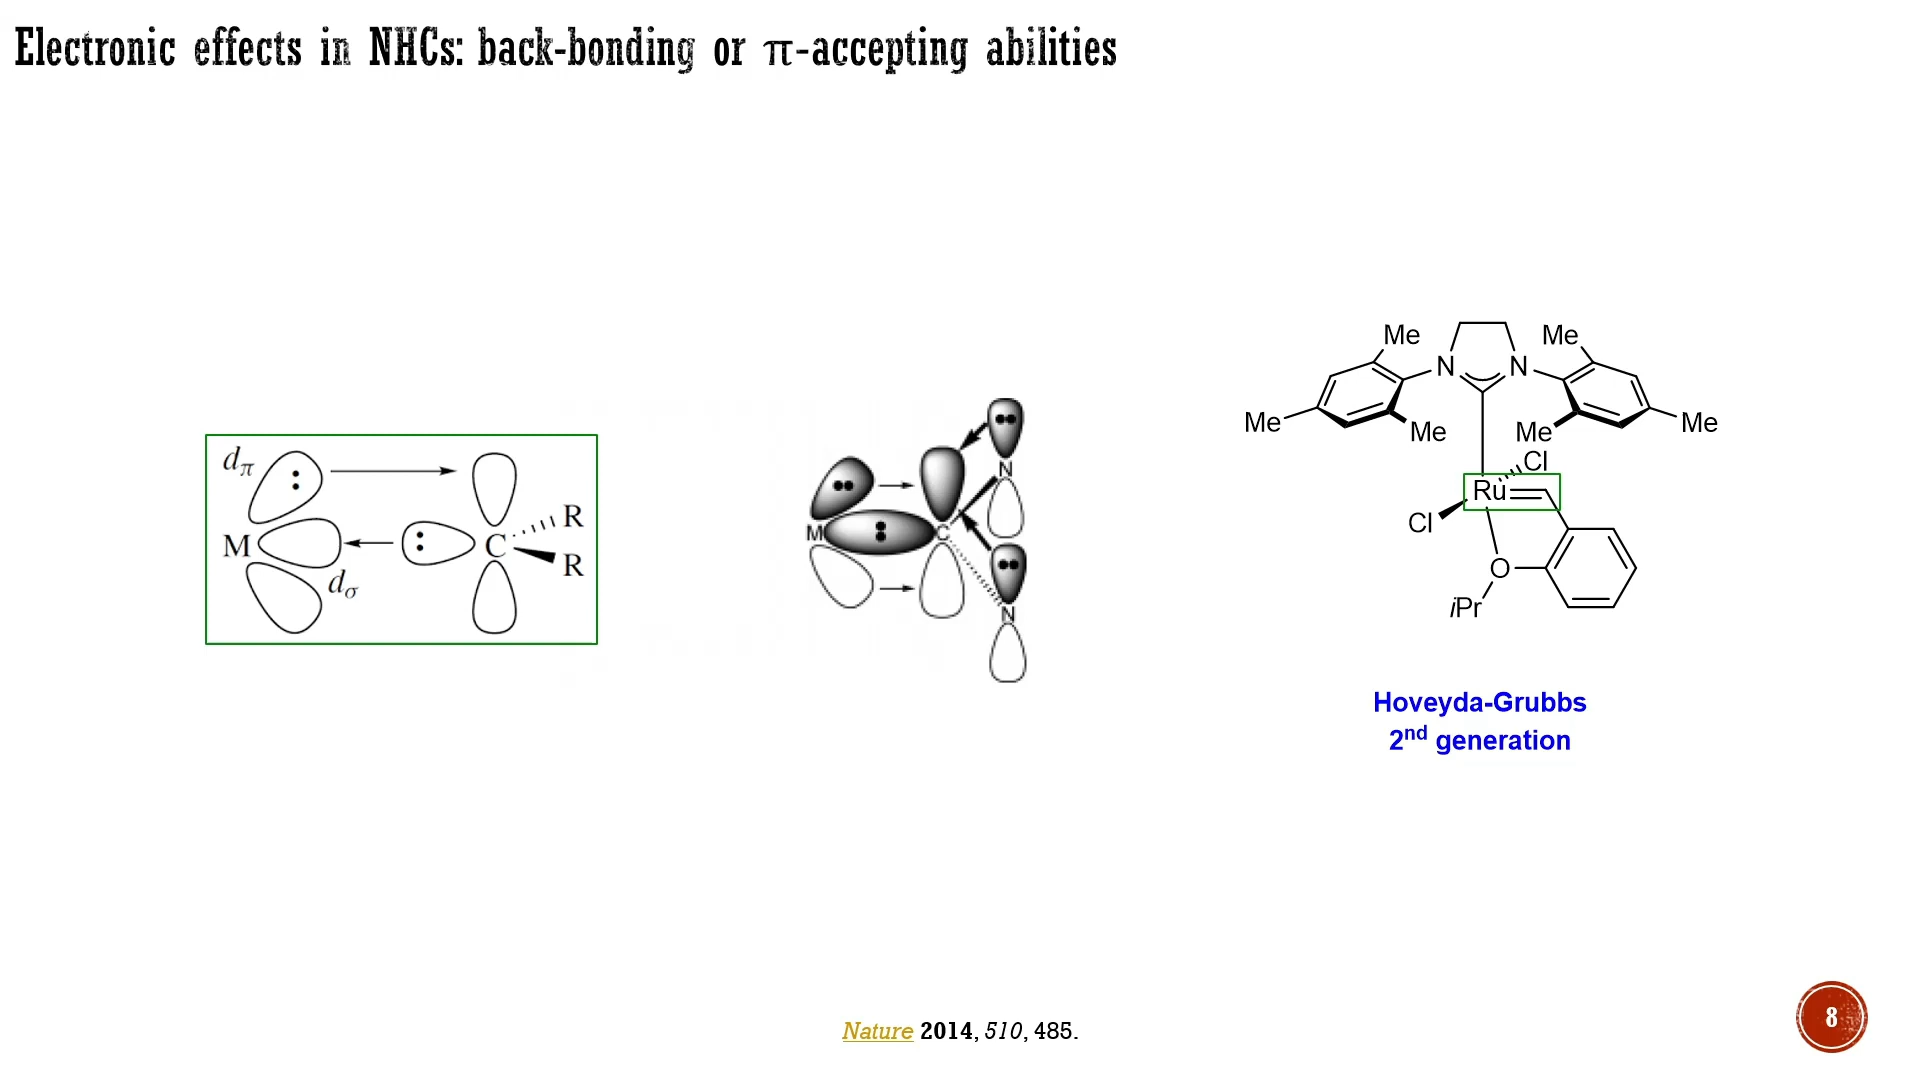 Electronic effects in NHCs: back-bonding or π-accepting abilities
dπ
M
dσ
C
R
R
M
C
N
N
Me
Me
N
N
Me
Me
Me
Me
Cl
Ru
Cl
O
iPr
Hoveyda-Grubbs
2nd generation
Nature 2014, 510, 485.
8